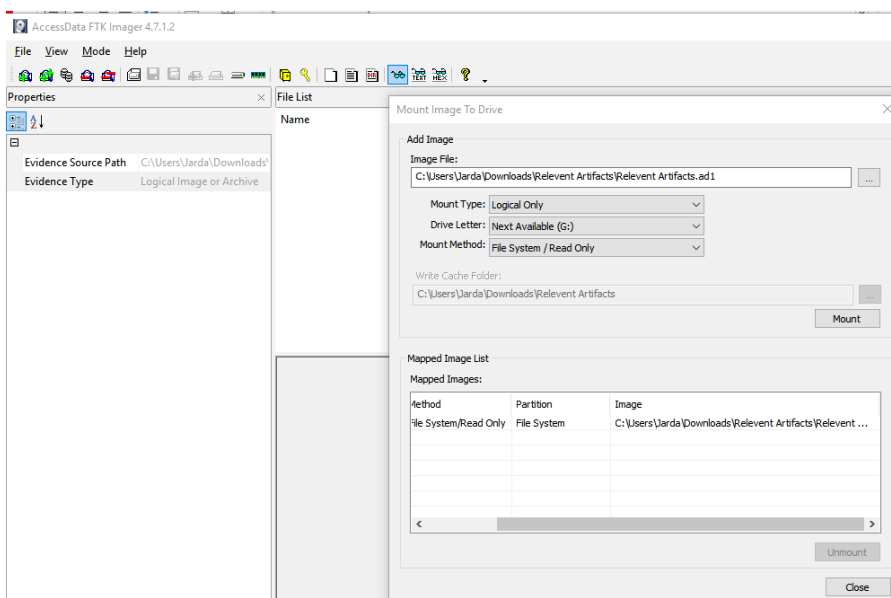 AccessData FTK Imager 4.7.1.2
File View Mode Help
Properties
File List
Name
Evidence Source Path C:\Users\Jarda\Downloads\
Evidence Type Logical Image or Archive
Mount Image To Drive
Add Image
Image File:
C:\Users\Jarda\Downloads\Relevent Artifacts\Relevent Artifacts.ad1
...
Mount Type: Logical Only
Drive Letter: Next Available (G:)
Mount Method: File System / Read Only
Write Cache Folder:
C:\Users\Jarda\Downloads\Relevent Artifacts
...
Mount
Mapped Image List
Mapped Images:
Method Partition Image
File System/Read Only File System C:\Users\Jarda\Downloads\Relevent Artifacts\Relevent ...
Unmount
Close